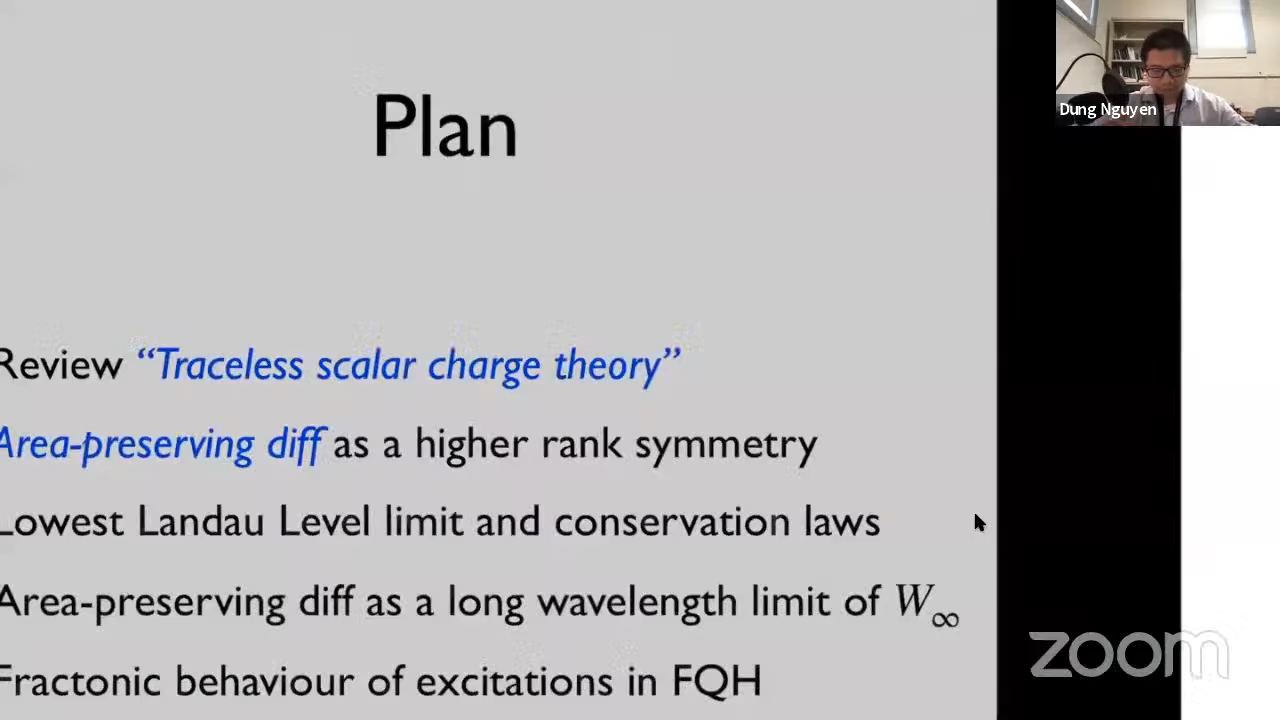 Plan
Review “Traceless scalar charge theory”
Area-preserving diff as a higher rank symmetry
Lowest Landau Level limit and conservation laws
Area-preserving diff as a long wavelength limit of W∞
Fractonic behaviour of excitations in FQH
Dung Nguyen
zoom